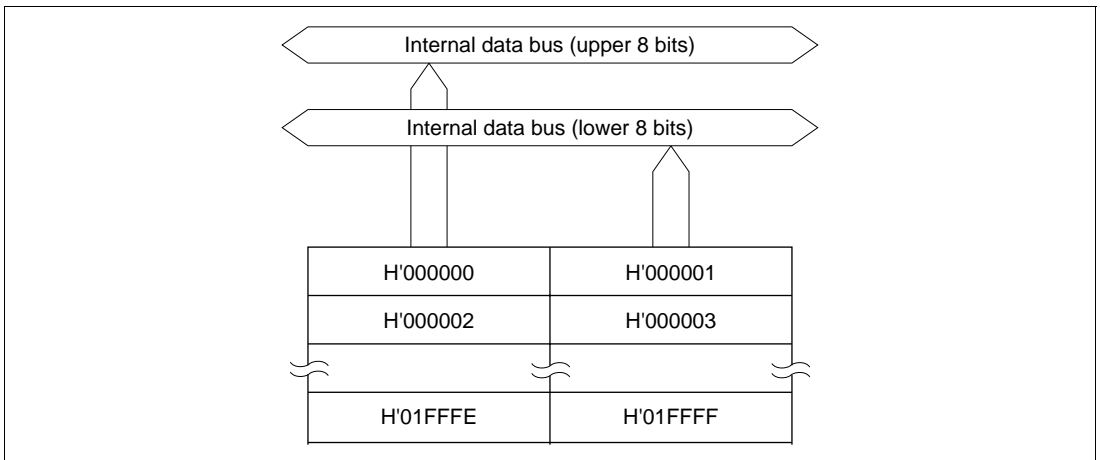 Internal data bus (upper 8 bits)
Internal data bus (lower 8 bits)
H'000000 H'000001
H'000002 H'000003
H'01FFFE H'01FFFF